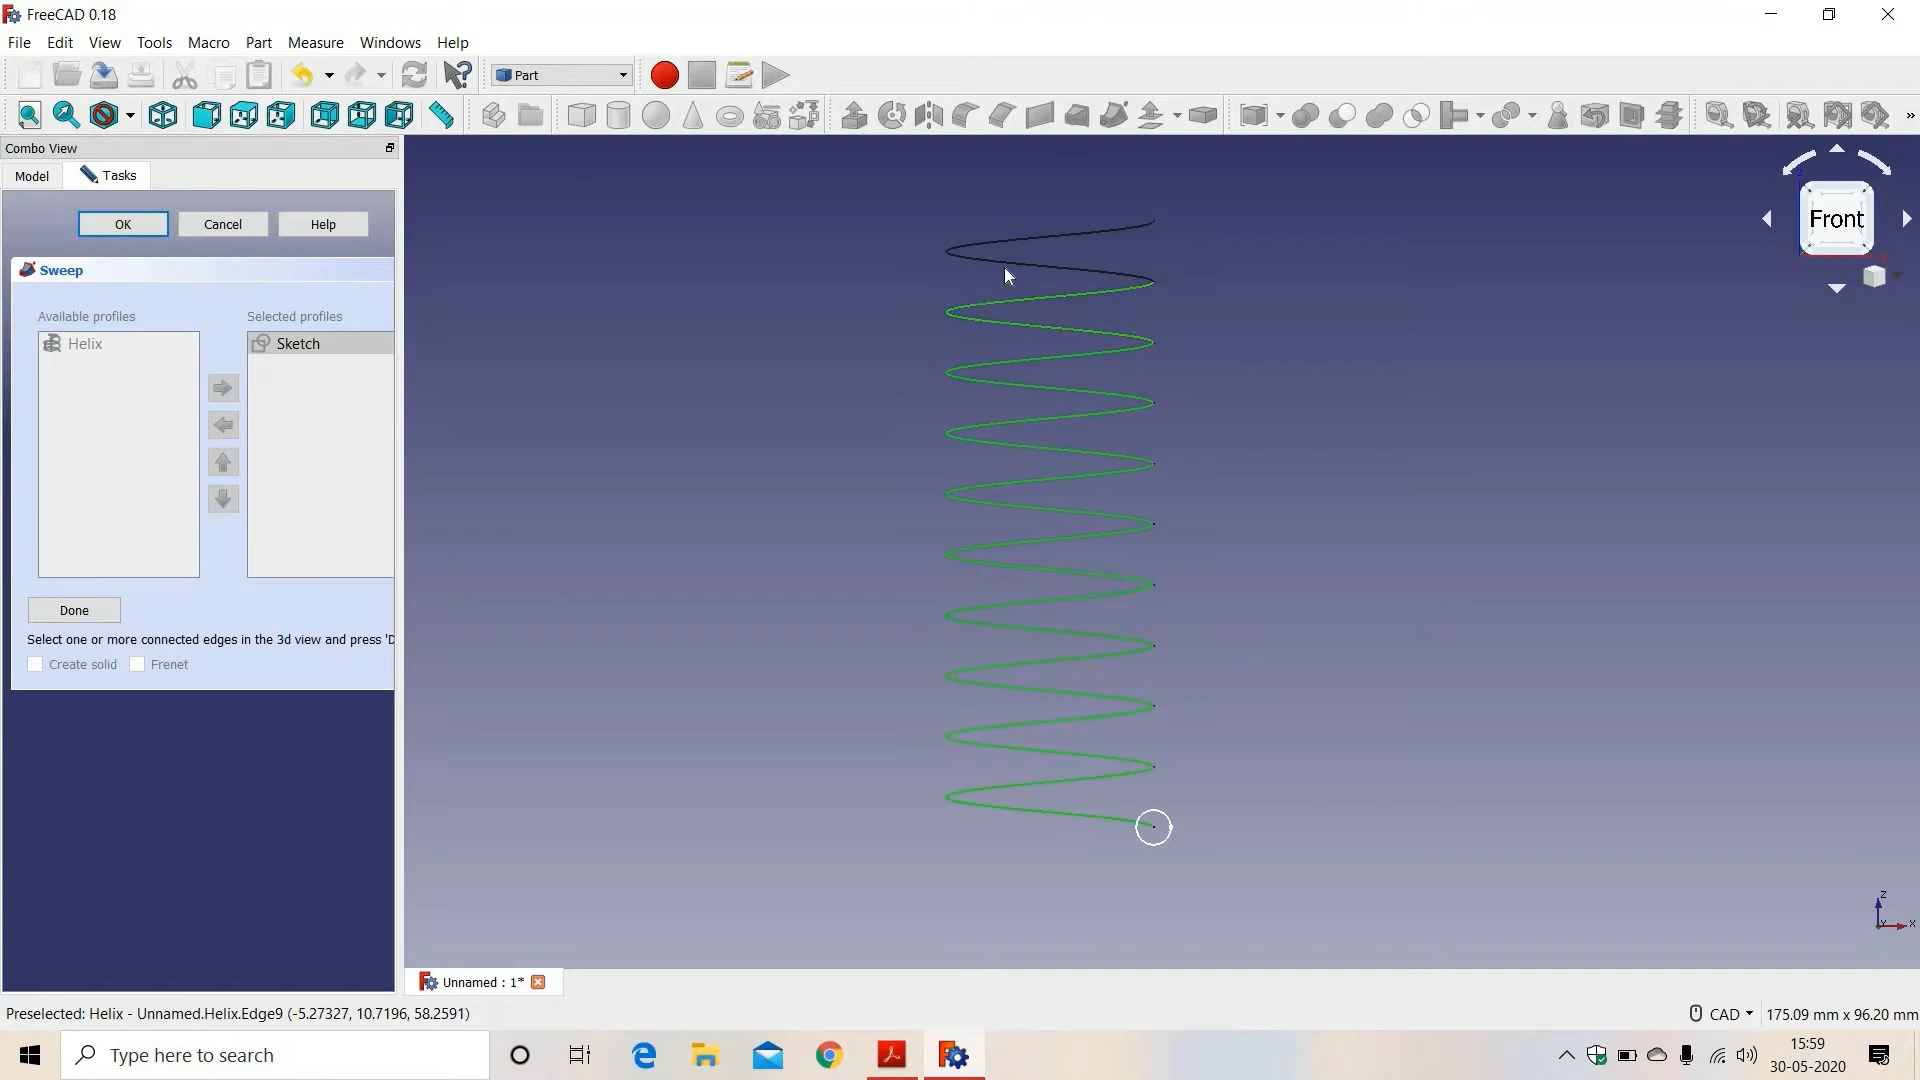 FreeCAD 0.18
File Edit View Tools Macro Part Measure Windows Help
Part
Combo View
Model Tasks
OK Cancel Help
Sweep
Available profiles Selected profiles
Helix Sketch
Done
Select one or more connected edges in the 3d view and press 'D
Create solid Frenet
Front
Z
X
Z
Y
X
Unnamed : 1*
Preselected: Helix - Unnamed.Helix.Edge9 (-5.27327, 10.7196, 58.2591)
CAD 175.09 mm x 96.20 mm
Type here to search
15:59
30-05-2020